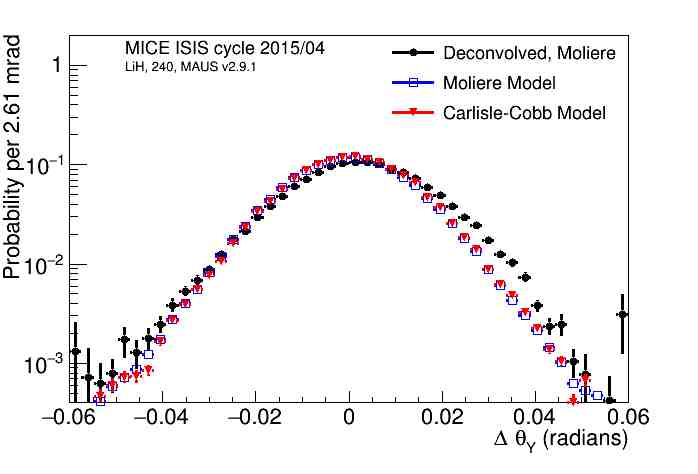 MICE ISIS cycle 2015/04
LiH, 240, MAUS v2.9.1
Deconvolved, Moliere
Moliere Model
Carlisle-Cobb Model
Probability per 2.61 mrad
1
10⁻¹
10⁻²
10⁻³
−0.06 −0.04 −0.02 0 0.02 0.04 0.06
Δ θY (radians)